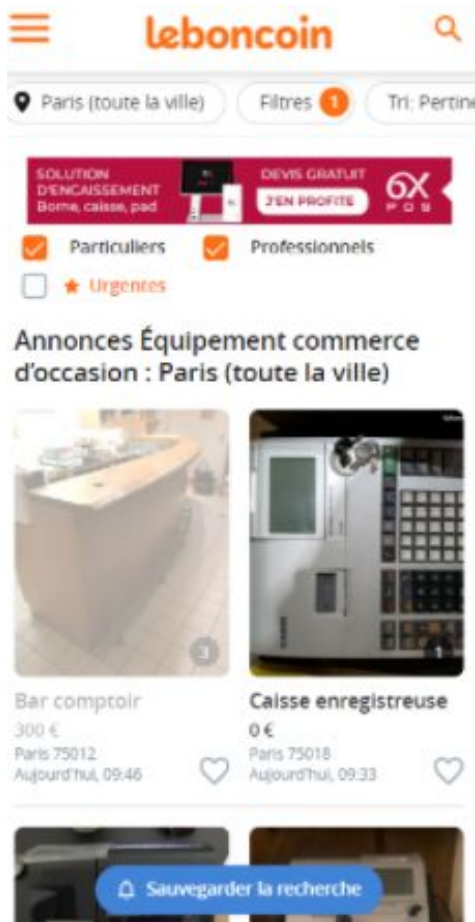 leboncoin
Paris (toute la ville)
Filtres 1
Tri: Pertine
SOLUTION
D'ENCAISSEMENT
Borne, caisse, pad
DEVIS GRATUIT
J'EN PROFITE
6X
POS
Particuliers
Professionnels
Urgentes
Annonces Équipement commerce
d'occasion : Paris (toute la ville)
3
1
Bar comptoir
300 €
Paris 75012
Aujourd'hui, 09:46
Caisse enregistreuse
0 €
Paris 75018
Aujourd'hui, 09:33
Sauvegarder la recherche